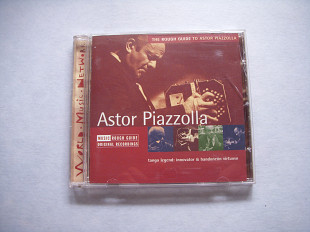 THE ROUGH GUIDE TO ASTOR PIAZZOLLA
Astor Piazzolla
MUSIC ROUGH GUIDE
ORIGINAL RECORDINGS
tango legend: innovator & bandoneón virtuoso
World Music Network